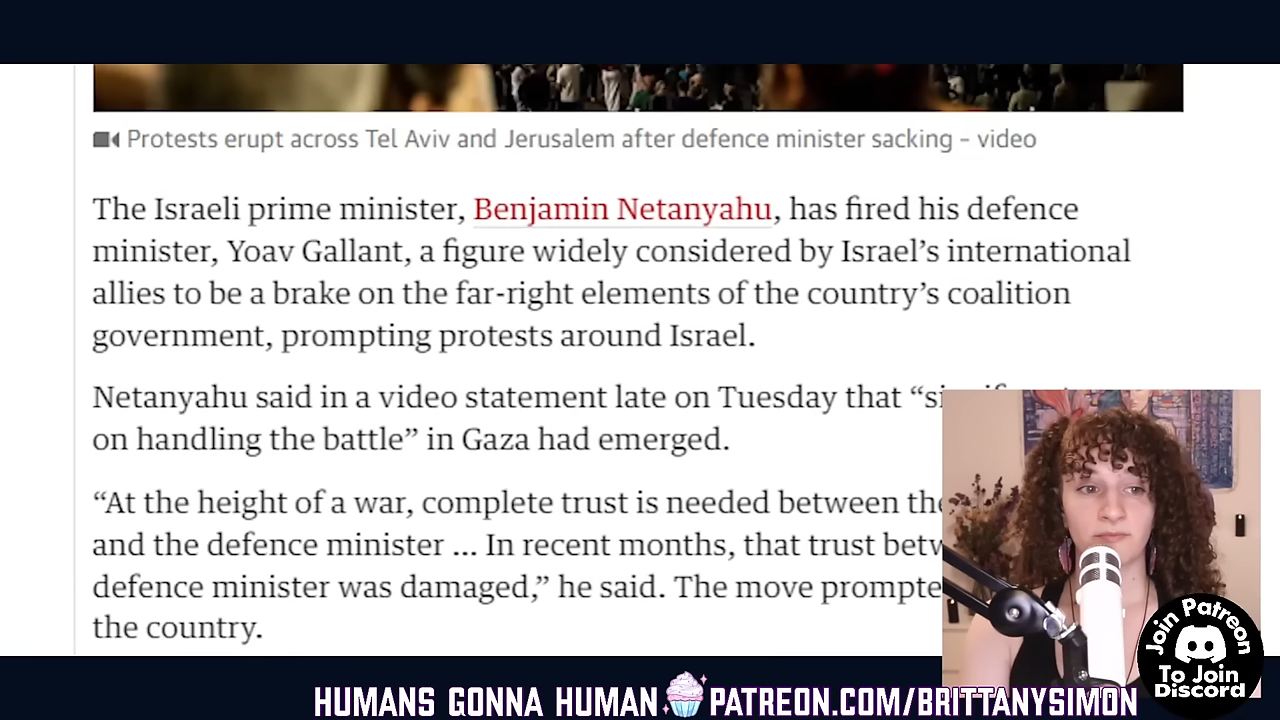 Protests erupt across Tel Aviv and Jerusalem after defence minister sacking – video
The Israeli prime minister, Benjamin Netanyahu, has fired his defence
minister, Yoav Gallant, a figure widely considered by Israel’s international
allies to be a brake on the far-right elements of the country’s coalition
government, prompting protests around Israel.
Netanyahu said in a video statement late on Tuesday that
on handling the battle” in Gaza had emerged.
“At the height of a war, complete trust is needed between the
and the defence minister ... In recent months, that trust
defence minister was damaged,” he said. The move
the country.
Join Patreon
To Join
Discord
HUMANS GONNA HUMAN PATREON.COM/BRITTANYSIMON